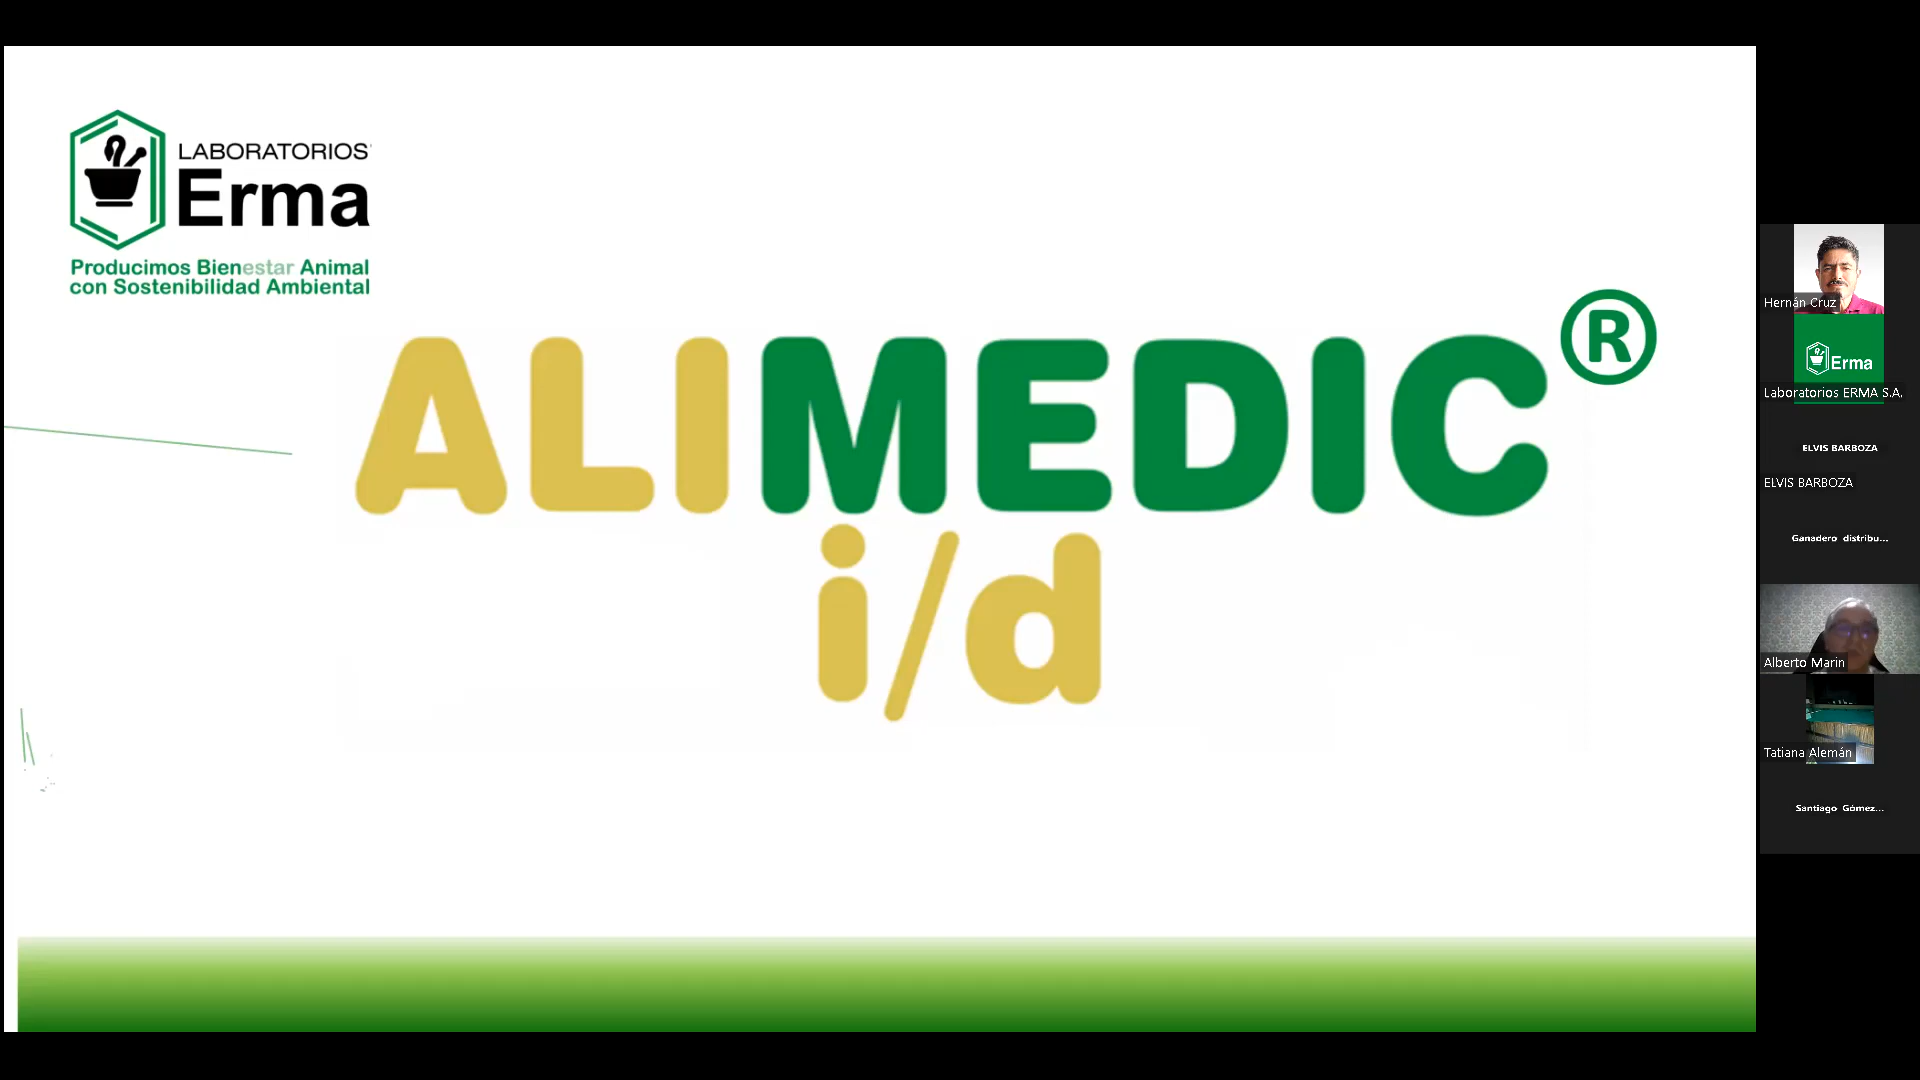 LABORATORIOS
Erma
Producimos Bienestar Animal
con Sostenibilidad Ambiental
ALIMEDIC®
i/d
Hernán Cruz
Erma
Laboratorios ERMA S.A.
ELVIS BARBOZA
ELVIS BARBOZA
Ganadero distribu...
Alberto Marin
Tatiana Alemán
Santiago Gómez...